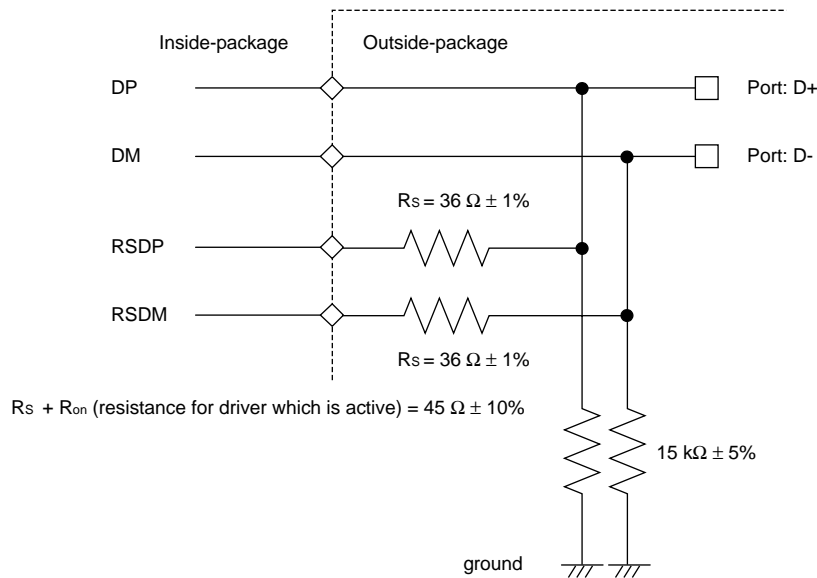 Inside-package
Outside-package
DP
Port: D+
DM
Port: D-
Rs = 36 Ω ± 1%
RSDP
RSDM
Rs = 36 Ω ± 1%
Rs + Ron (resistance for driver which is active) = 45 Ω ± 10%
15 kΩ ± 5%
ground